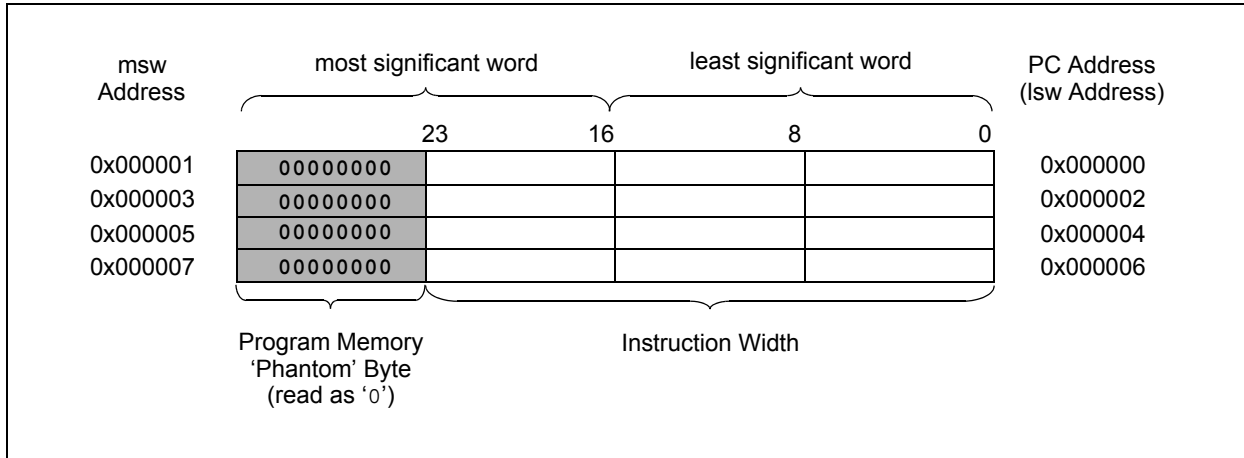 msw
Address
most significant word
least significant word
PC Address
(lsw Address)
23 16 8 0
0x000001 00000000 0x000000
0x000003 00000000 0x000002
0x000005 00000000 0x000004
0x000007 00000000 0x000006
Program Memory
‘Phantom’ Byte
(read as ‘0’)
Instruction Width